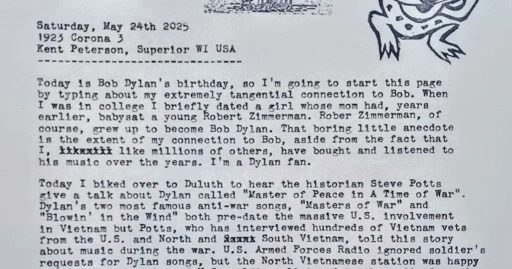 Saturday, May 24th 2025
1923 Corona 3
Kent Peterson, Superior WI USA
----------------------------------
Today is Bob Dylan's birthday, so I'm going to start this page
by typing about my extremely tangential connection to Bob. When
I was in college I briefly dated a girl whose mom had, years
earlier, babysat a young Robert Zimmerman. Rober Zimmerman, of
course, grew up to become Bob Dylan. That boring little anecdote
is the extent of my connection to Bob, aside from the fact that
I, like millions of others, have bought and listened to
his music over the years. I'm a Dylan fan.
Today I biked over to Duluth to hear the historian Steve Potts
give a talk about Dylan called "Master of Peace in A Time of War".
Dylan's two most famous anti-war songs, "Masters of War" and
"Blowin' in the Wind" both pre-date the massive U.S. involvement
in Vietnam but Potts, who has interviewed hundreds of Vietnam vets
from the U.S. and North and South Vietnam, told this story
about music during the war. U.S. Armed Forces Radio ignored soldier's
requests for Dylan songs, but the North Vietnamese station was happy